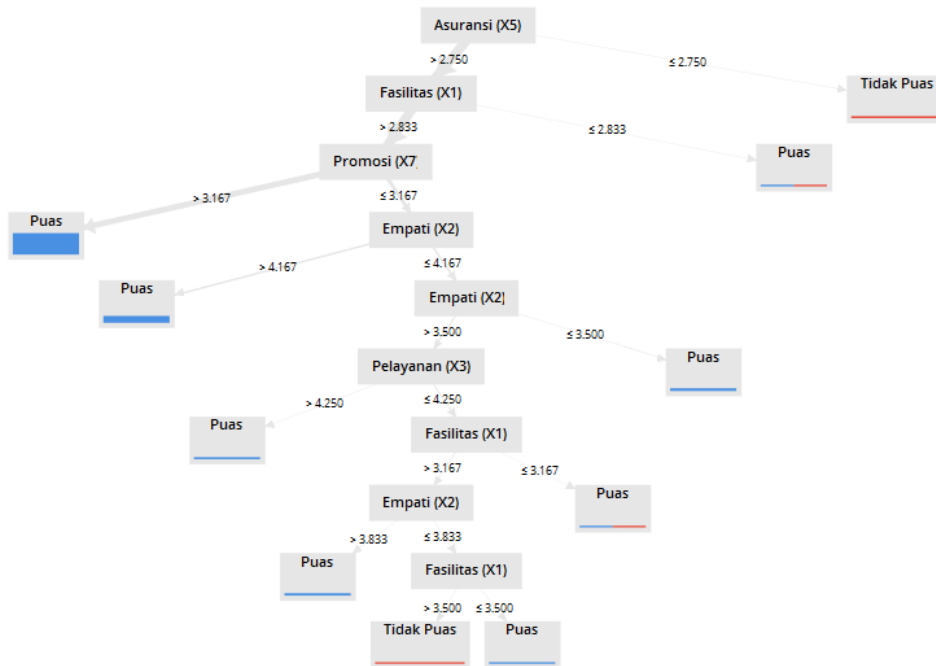 Asuransi (X5)
> 2.750
≤ 2.750
Fasilitas (X1)
Tidak Puas
> 2.833
≤ 2.833
Promosi (X7)
Puas
> 3.167
≤ 3.167
Puas
Empati (X2)
> 4.167
≤ 4.167
Puas
Empati (X2)
> 3.500
≤ 3.500
Pelayanan (X3)
Puas
> 4.250
≤ 4.250
Puas
Fasilitas (X1)
> 3.167
≤ 3.167
Empati (X2)
Puas
> 3.833
≤ 3.833
Puas
Fasilitas (X1)
> 3.500
≤ 3.500
Tidak Puas
Puas